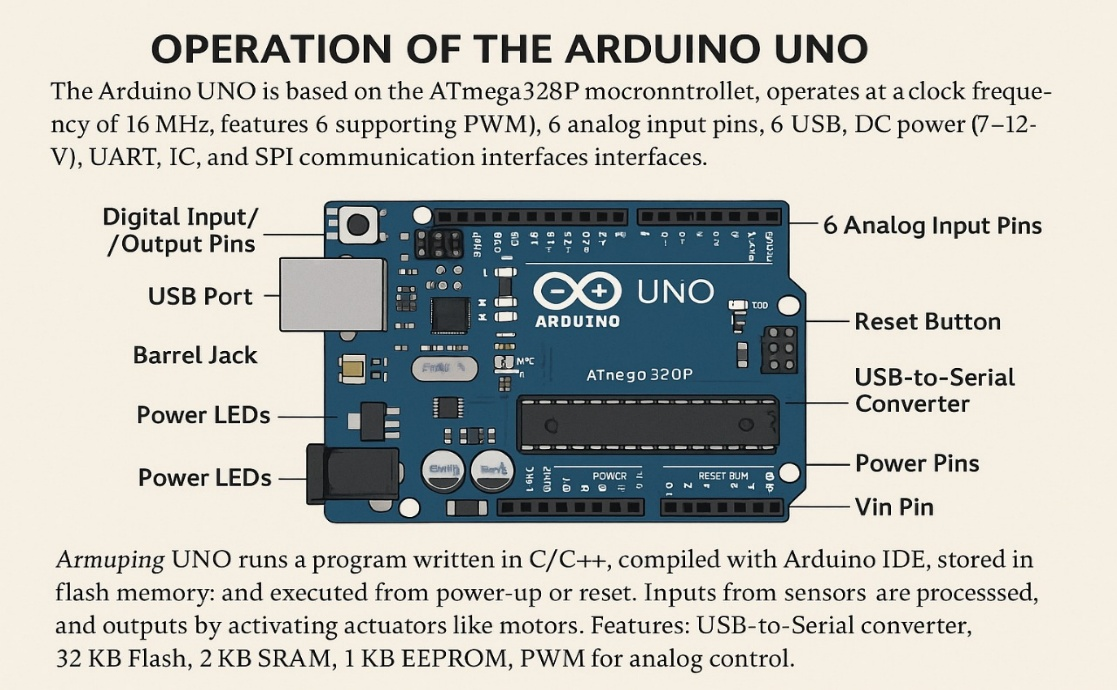 OPERATION OF THE ARDUINO UNO
The Arduino UNO is based on the ATmega328P mocronntrollet, operates at a clock freque-
ncy of 16 MHz, features 6 supporting PWM), 6 analog input pins, 6 USB, DC power (7–12-
V), UART, IC, and SPI communication interfaces interfaces.
Digital Input/
/Output Pins
6 Analog Input Pins
USB Port
UNO
ARDUINO
Reset Button
Barrel Jack
ATnego 320P
USB-to-Serial
Converter
Power LEDs
Power LEDs
POWCR
RESET BUM
Power Pins
Vin Pin
Armuping UNO runs a program written in C/C++, compiled with Arduino IDE, stored in
flash memory: and executed from power-up or reset. Inputs from sensors are processsed,
and outputs by activating actuators like motors. Features: USB-to-Serial converter,
32 KB Flash, 2 KB SRAM, 1 KB EEPROM, PWM for analog control.